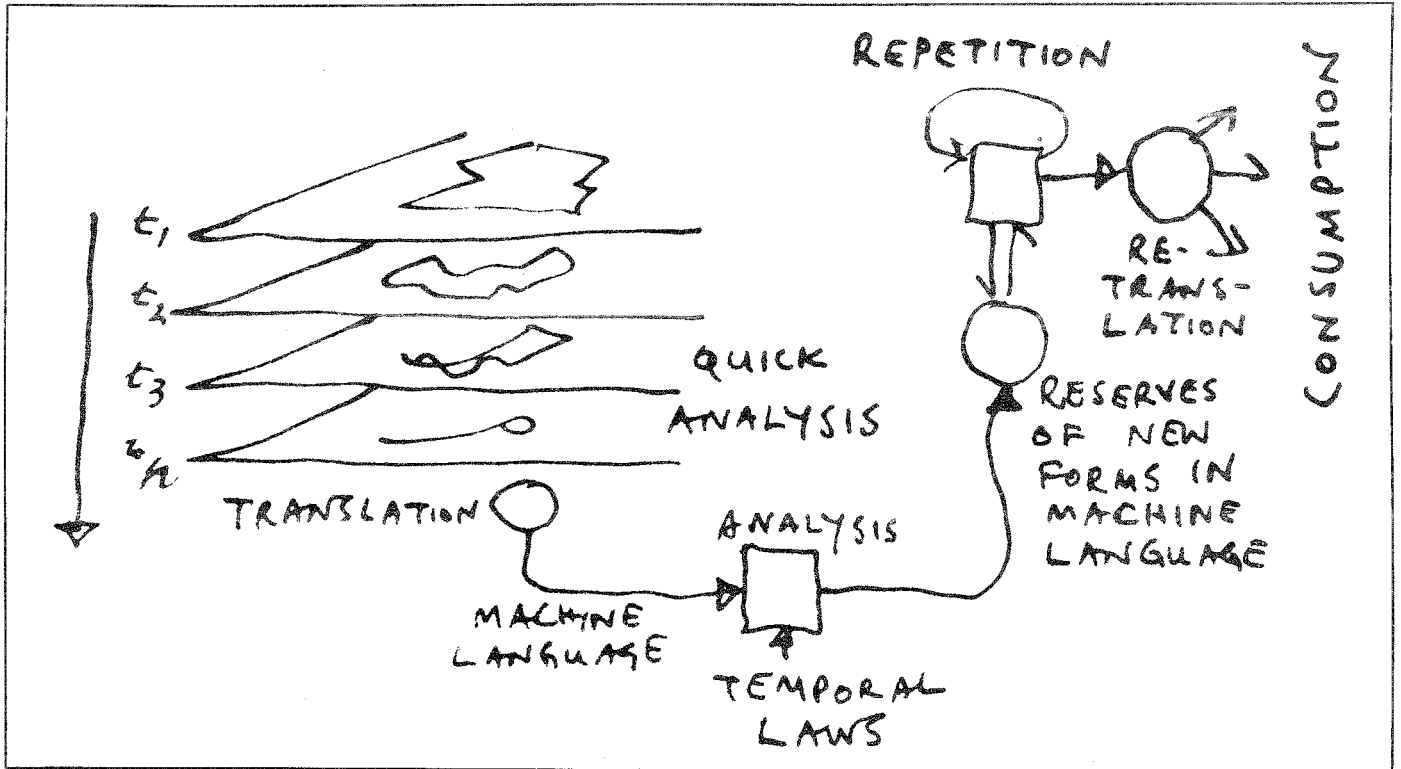 REPETITION
CONSUMPTION
t1
t2
t3
tn
QUICK
ANALYSIS
RE-
TRANS-
LATION
TRANSLATION
ANALYSIS
RESERVES
OF NEW
FORMS IN
MACHINE
LANGUAGE
MACHINE
LANGUAGE
TEMPORAL
LAWS